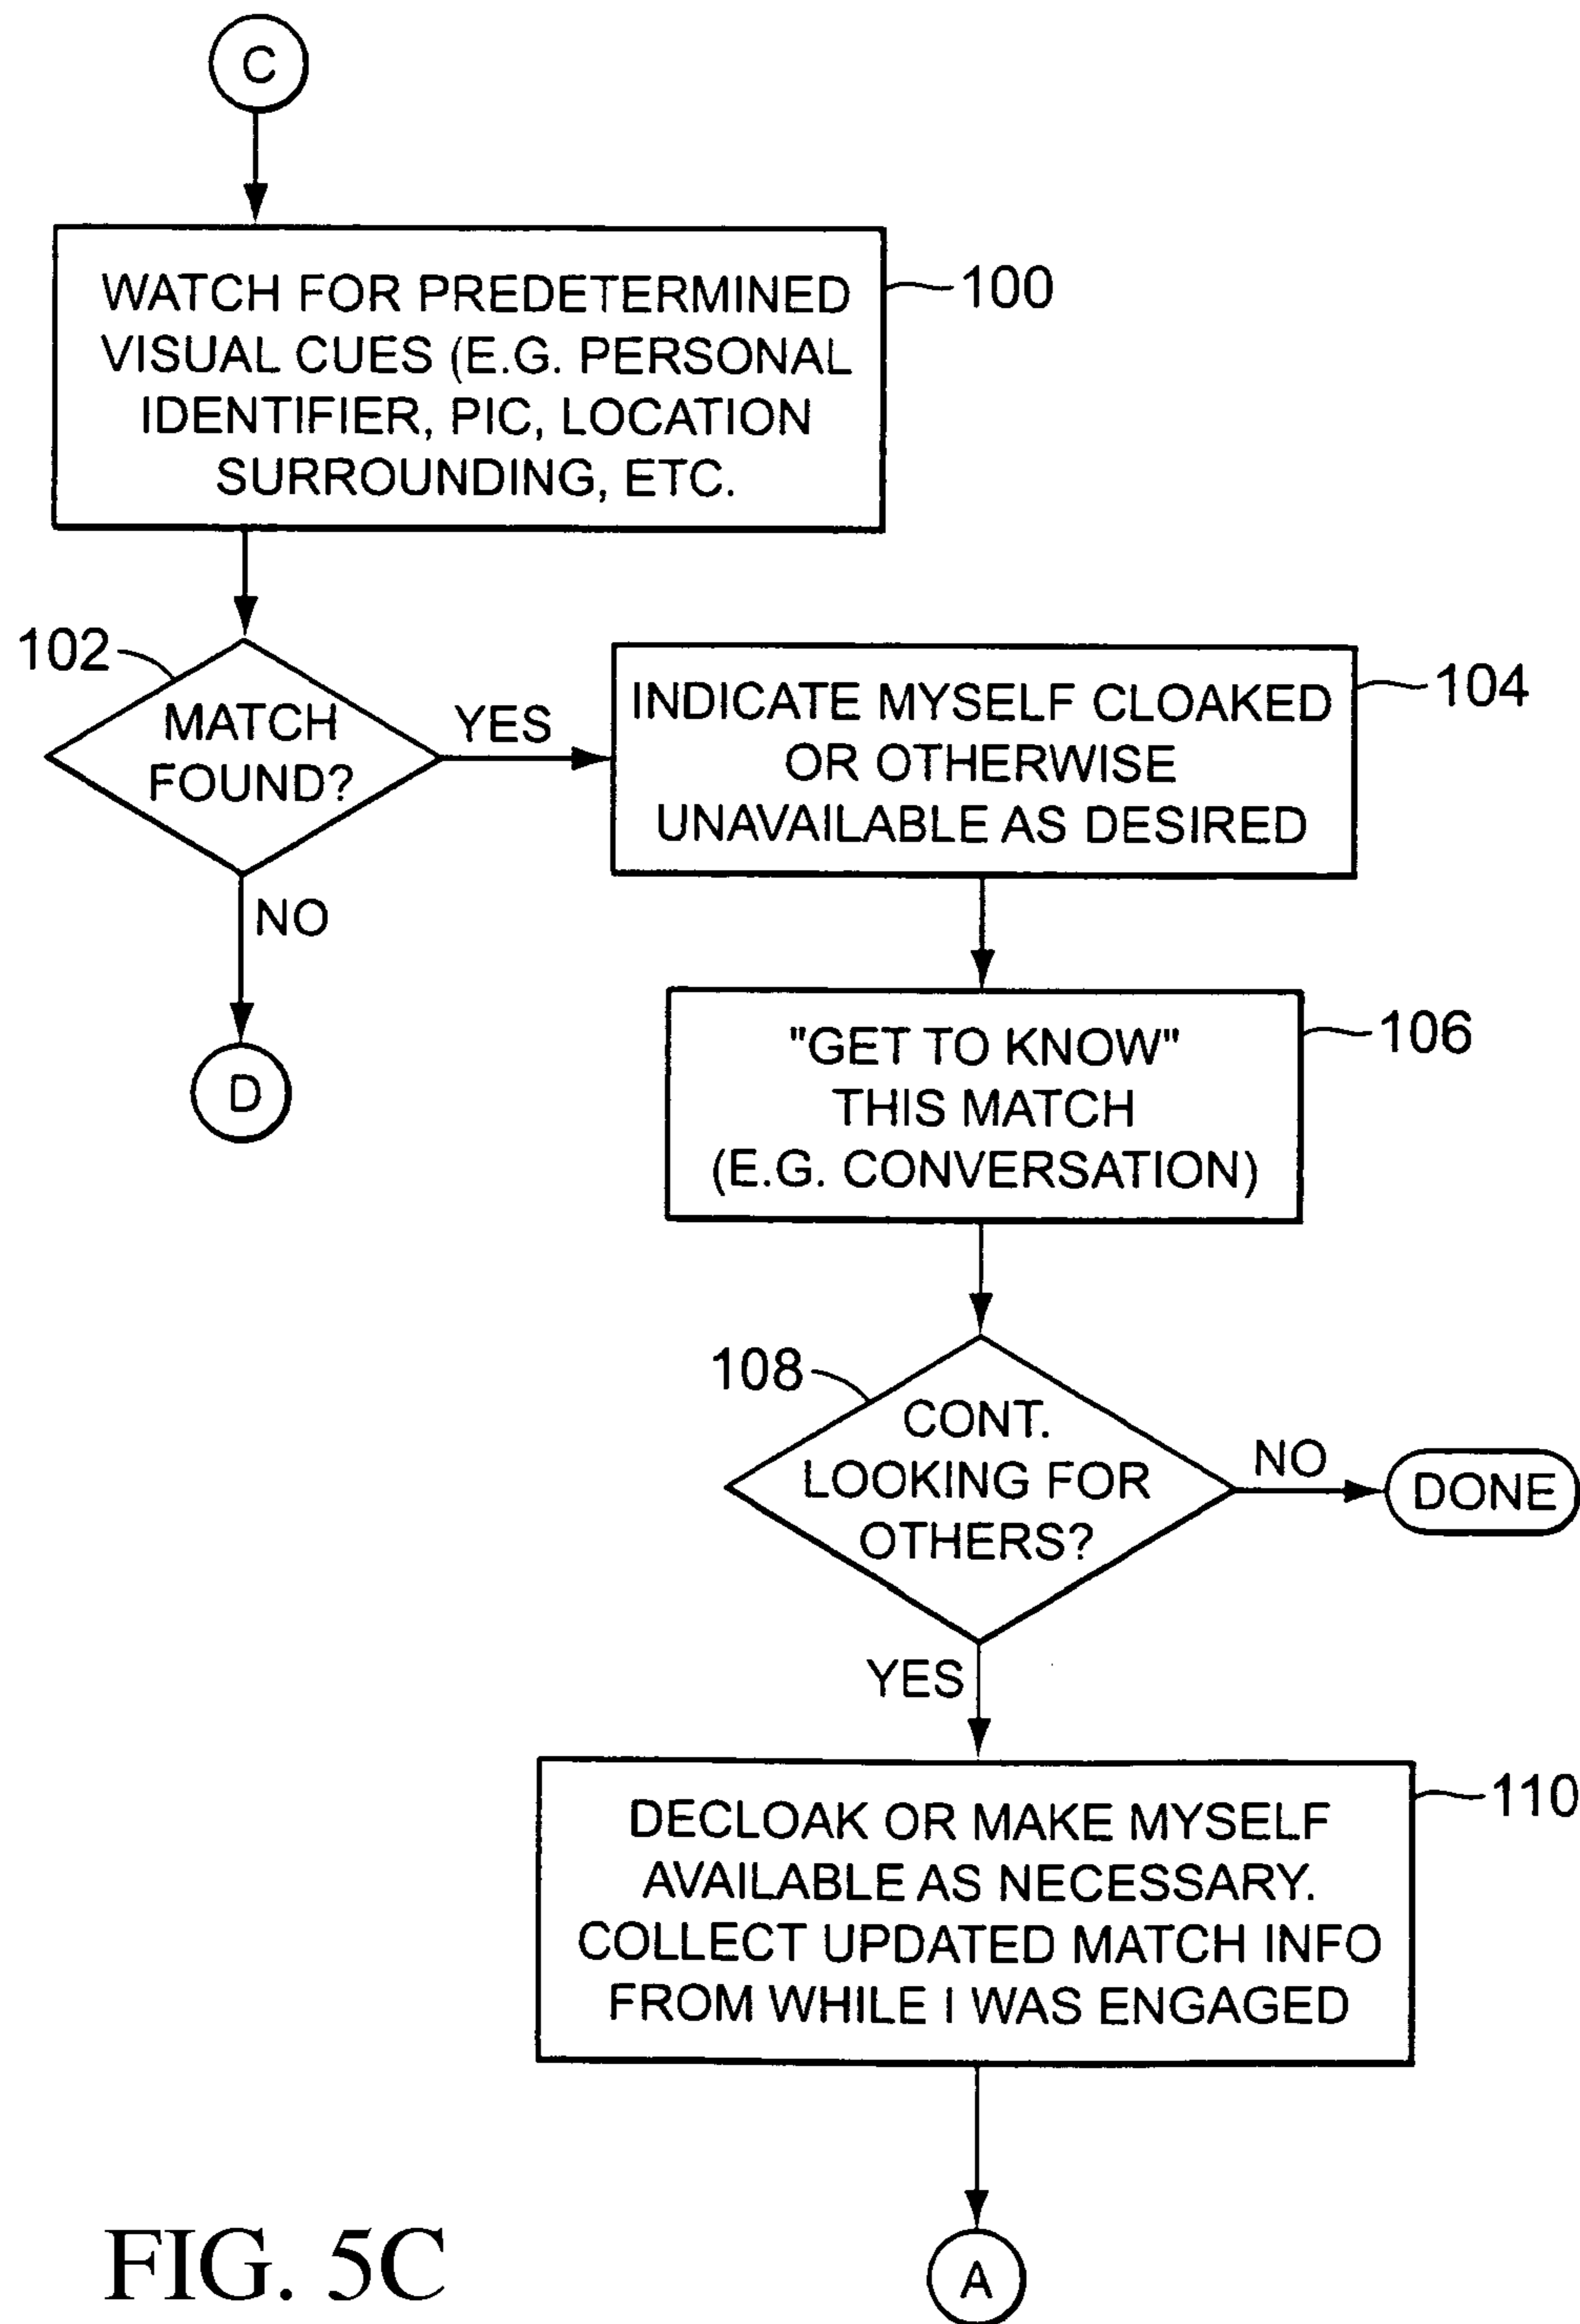 C
WATCH FOR PREDETERMINED
VISUAL CUES (E.G. PERSONAL
IDENTIFIER, PIC, LOCATION
SURROUNDING, ETC.
100
102
MATCH
FOUND?
YES
NO
D
INDICATE MYSELF CLOAKED
OR OTHERWISE
UNAVAILABLE AS DESIRED
104
"GET TO KNOW"
THIS MATCH
(E.G. CONVERSATION)
106
108
CONT.
LOOKING FOR
OTHERS?
NO
DONE
YES
DECLOAK OR MAKE MYSELF
AVAILABLE AS NECESSARY.
COLLECT UPDATED MATCH INFO
FROM WHILE I WAS ENGAGED
110
A
FIG. 5C